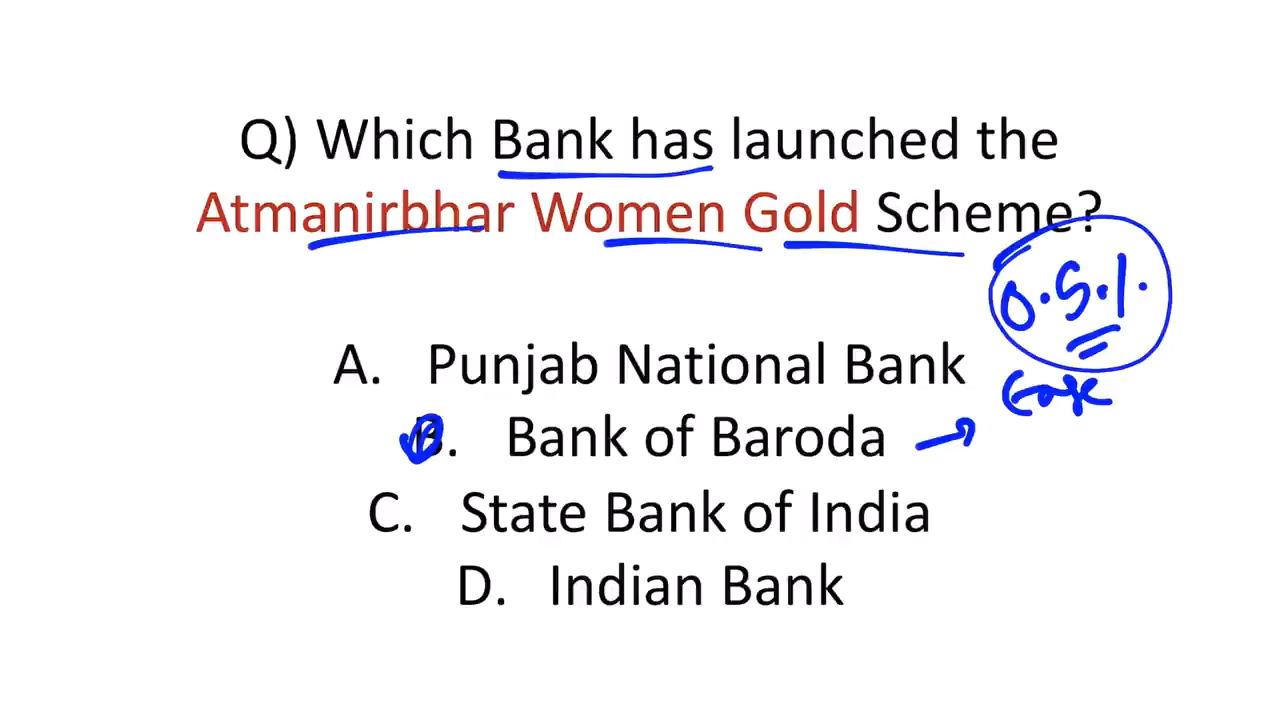 Q) Which Bank has launched the
Atmanirbhar Women Gold Scheme?
0.5%.
A. Punjab National Bank
B. Bank of Baroda
C. State Bank of India
D. Indian Bank